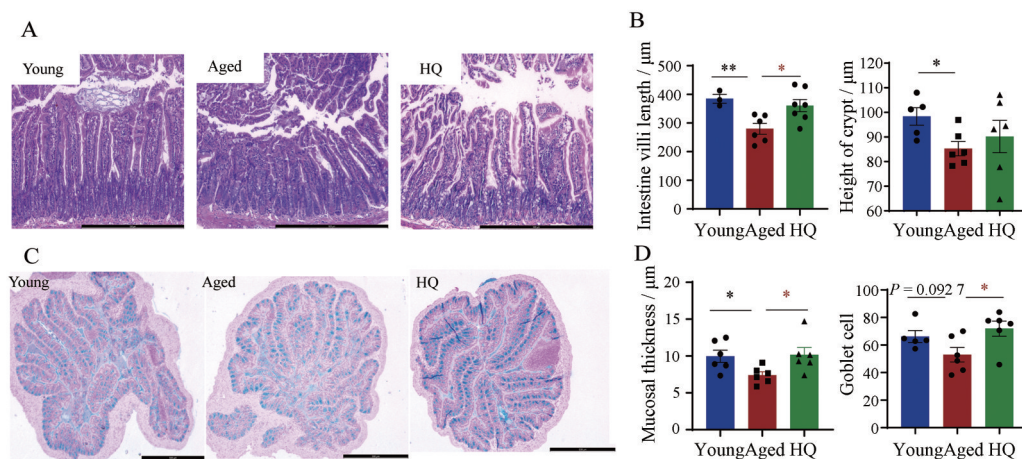 A
Young
Aged
HQ
B
Intestine villi length / μm
500
400
300
200
100
0
**
*
YoungAged HQ
Height of crypt / μm
110
100
90
80
70
60
*
YoungAged HQ
C
Young
Aged
HQ
D
Mucosal thickness / μm
20
15
10
5
0
*
*
YoungAged HQ
Goblet cell
100
80
60
40
20
0
P = 0.092 7
*
YoungAged HQ